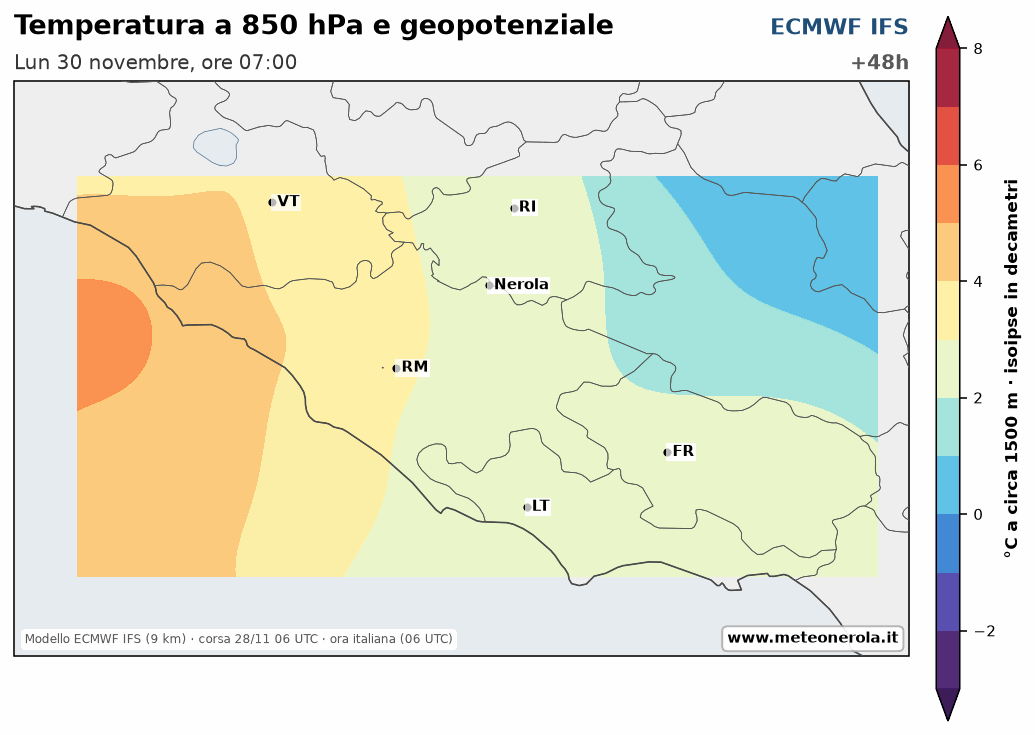 Temperatura a 850 hPa e geopotenziale
ECMWF IFS
Lun 30 novembre, ore 07:00
+48h
VT
RI
Nerola
RM
FR
LT
8
6
4
2
0
−2
°C a circa 1500 m · isoipse in decametri
Modello ECMWF IFS (9 km) · corsa 28/11 06 UTC · ora italiana (06 UTC)
www.meteonerola.it